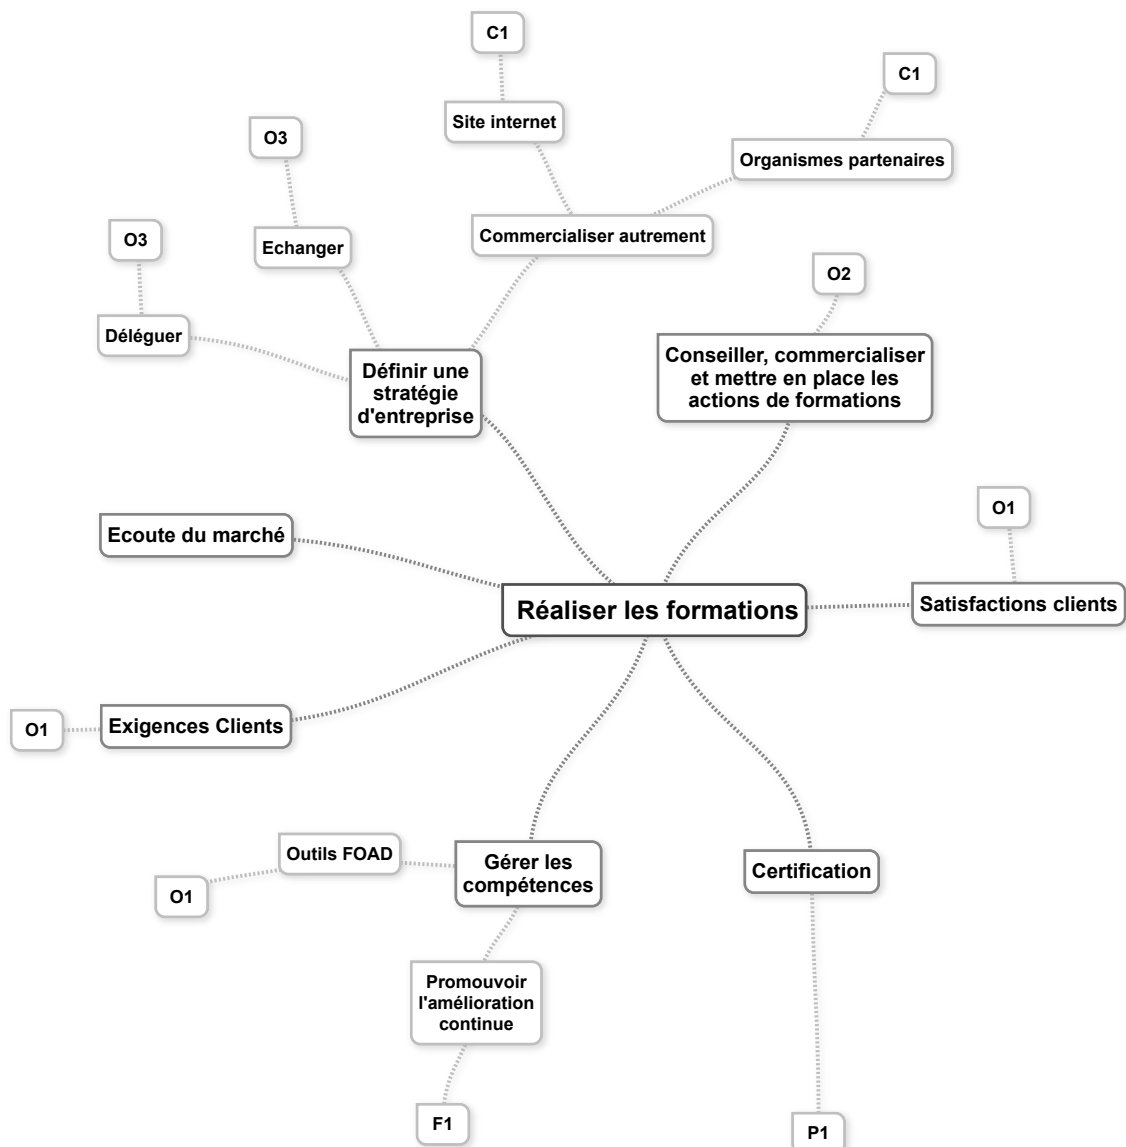 C1
C1
Site internet
O3
Organismes partenaires
O3
Echanger
Commercialiser autrement
O2
Déléguer
Conseiller, commercialiser
et mettre en place les
actions de formations
Définir une
stratégie
d'entreprise
O1
Ecoute du marché
Réaliser les formations
Satisfactions clients
Exigences Clients
O1
Outils FOAD
Gérer les
compétences
Certification
O1
Promouvoir
l'amélioration
continue
F1
P1